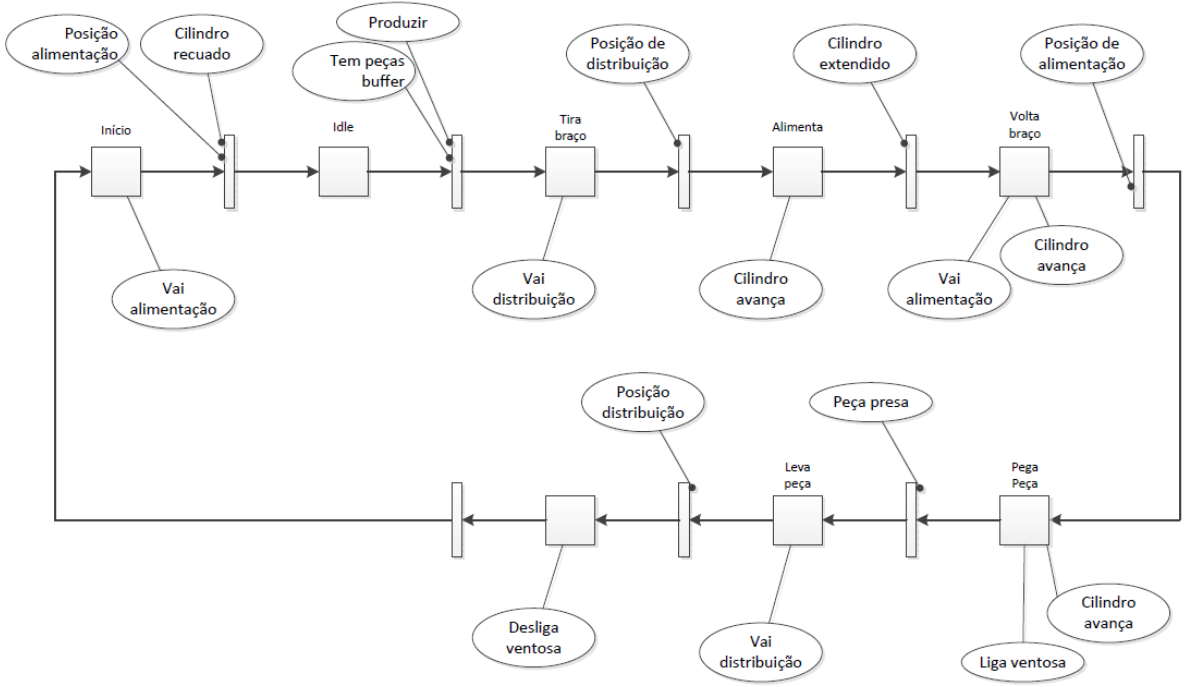 Posição
alimentação
Cilindro
recuado
Produzir
Tem peças
buffer
Posição de
distribuição
Cilindro
extendido
Posição de
alimentação
Início
Idle
Tira
braço
Alimenta
Volta
braço
Vai
alimentação
Vai
distribuição
Cilindro
avança
Vai
alimentação
Cilindro
avança
Posição
distribuição
Peça presa
Leva
peça
Pega
Peça
Desliga
ventosa
Vai
distribuição
Liga ventosa
Cilindro
avança